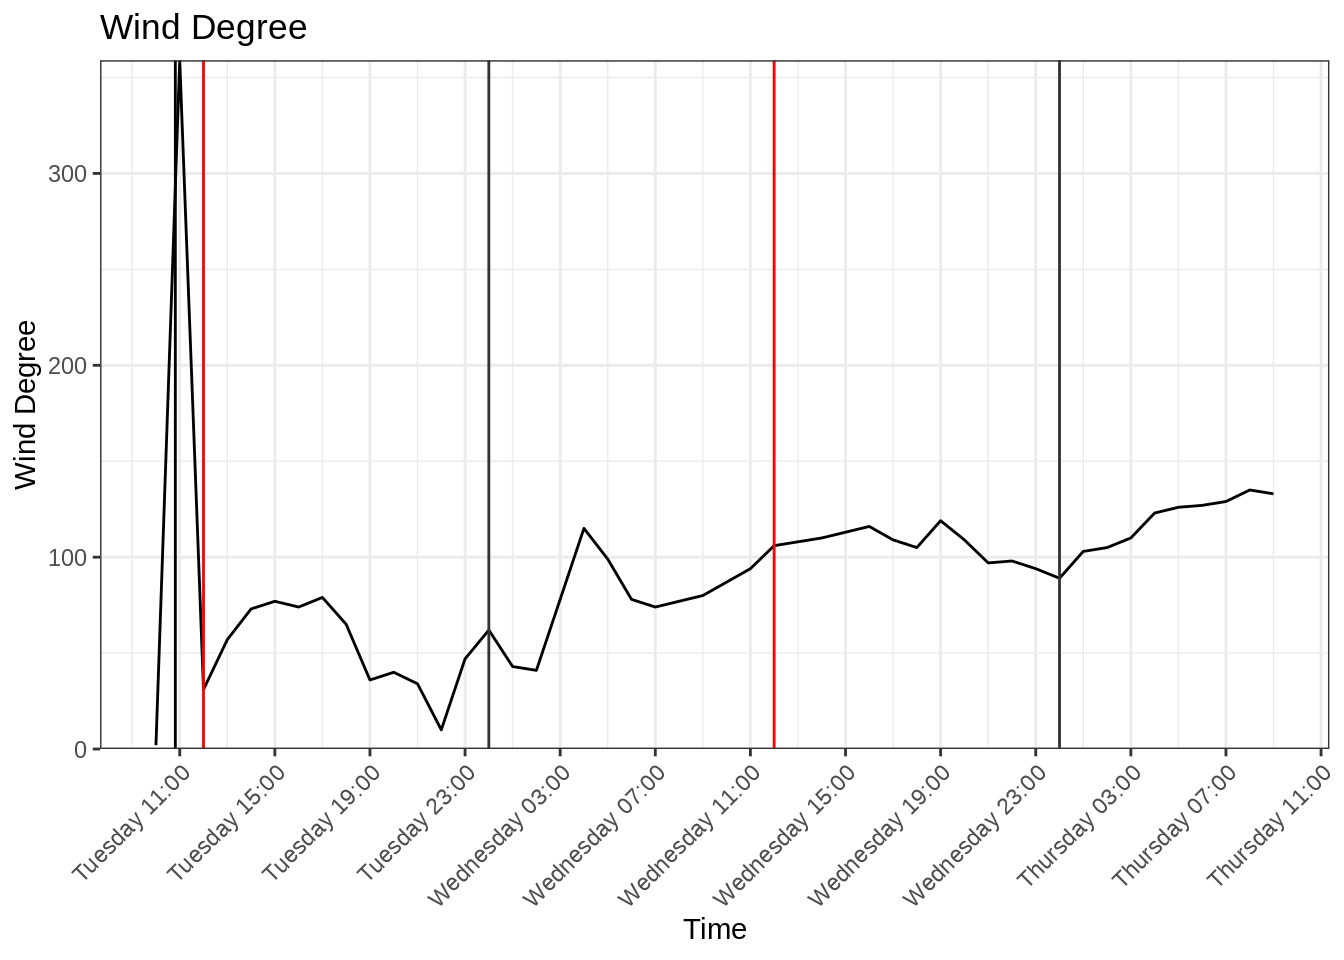 Wind Degree
Wind Degree
300
200
100
0
Tuesday 11:00
Tuesday 15:00
Tuesday 19:00
Tuesday 23:00
Wednesday 03:00
Wednesday 07:00
Wednesday 11:00
Wednesday 15:00
Wednesday 19:00
Wednesday 23:00
Thursday 03:00
Thursday 07:00
Thursday 11:00
Time